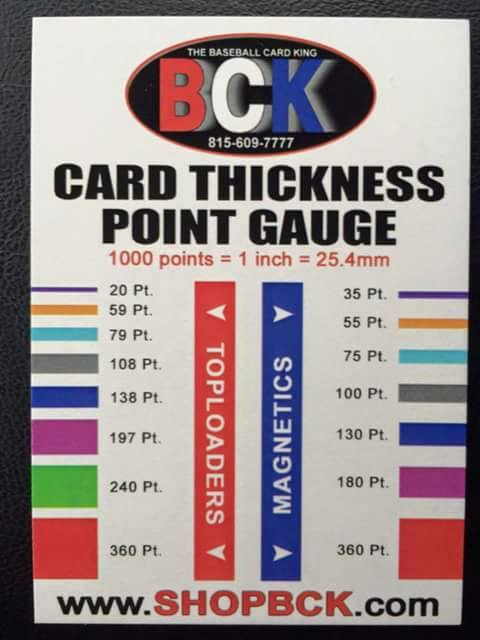 THE BASEBALL CARD KING
BCK
815-609-7777
CARD THICKNESS
POINT GAUGE
1000 points = 1 inch = 25.4mm
20 Pt.
59 Pt.
79 Pt.
108 Pt.
138 Pt.
197 Pt.
240 Pt.
360 Pt.
TOPLOADERS
MAGNETICS
35 Pt.
55 Pt.
75 Pt.
100 Pt.
130 Pt.
180 Pt.
360 Pt.
www.SHOPBCK.com